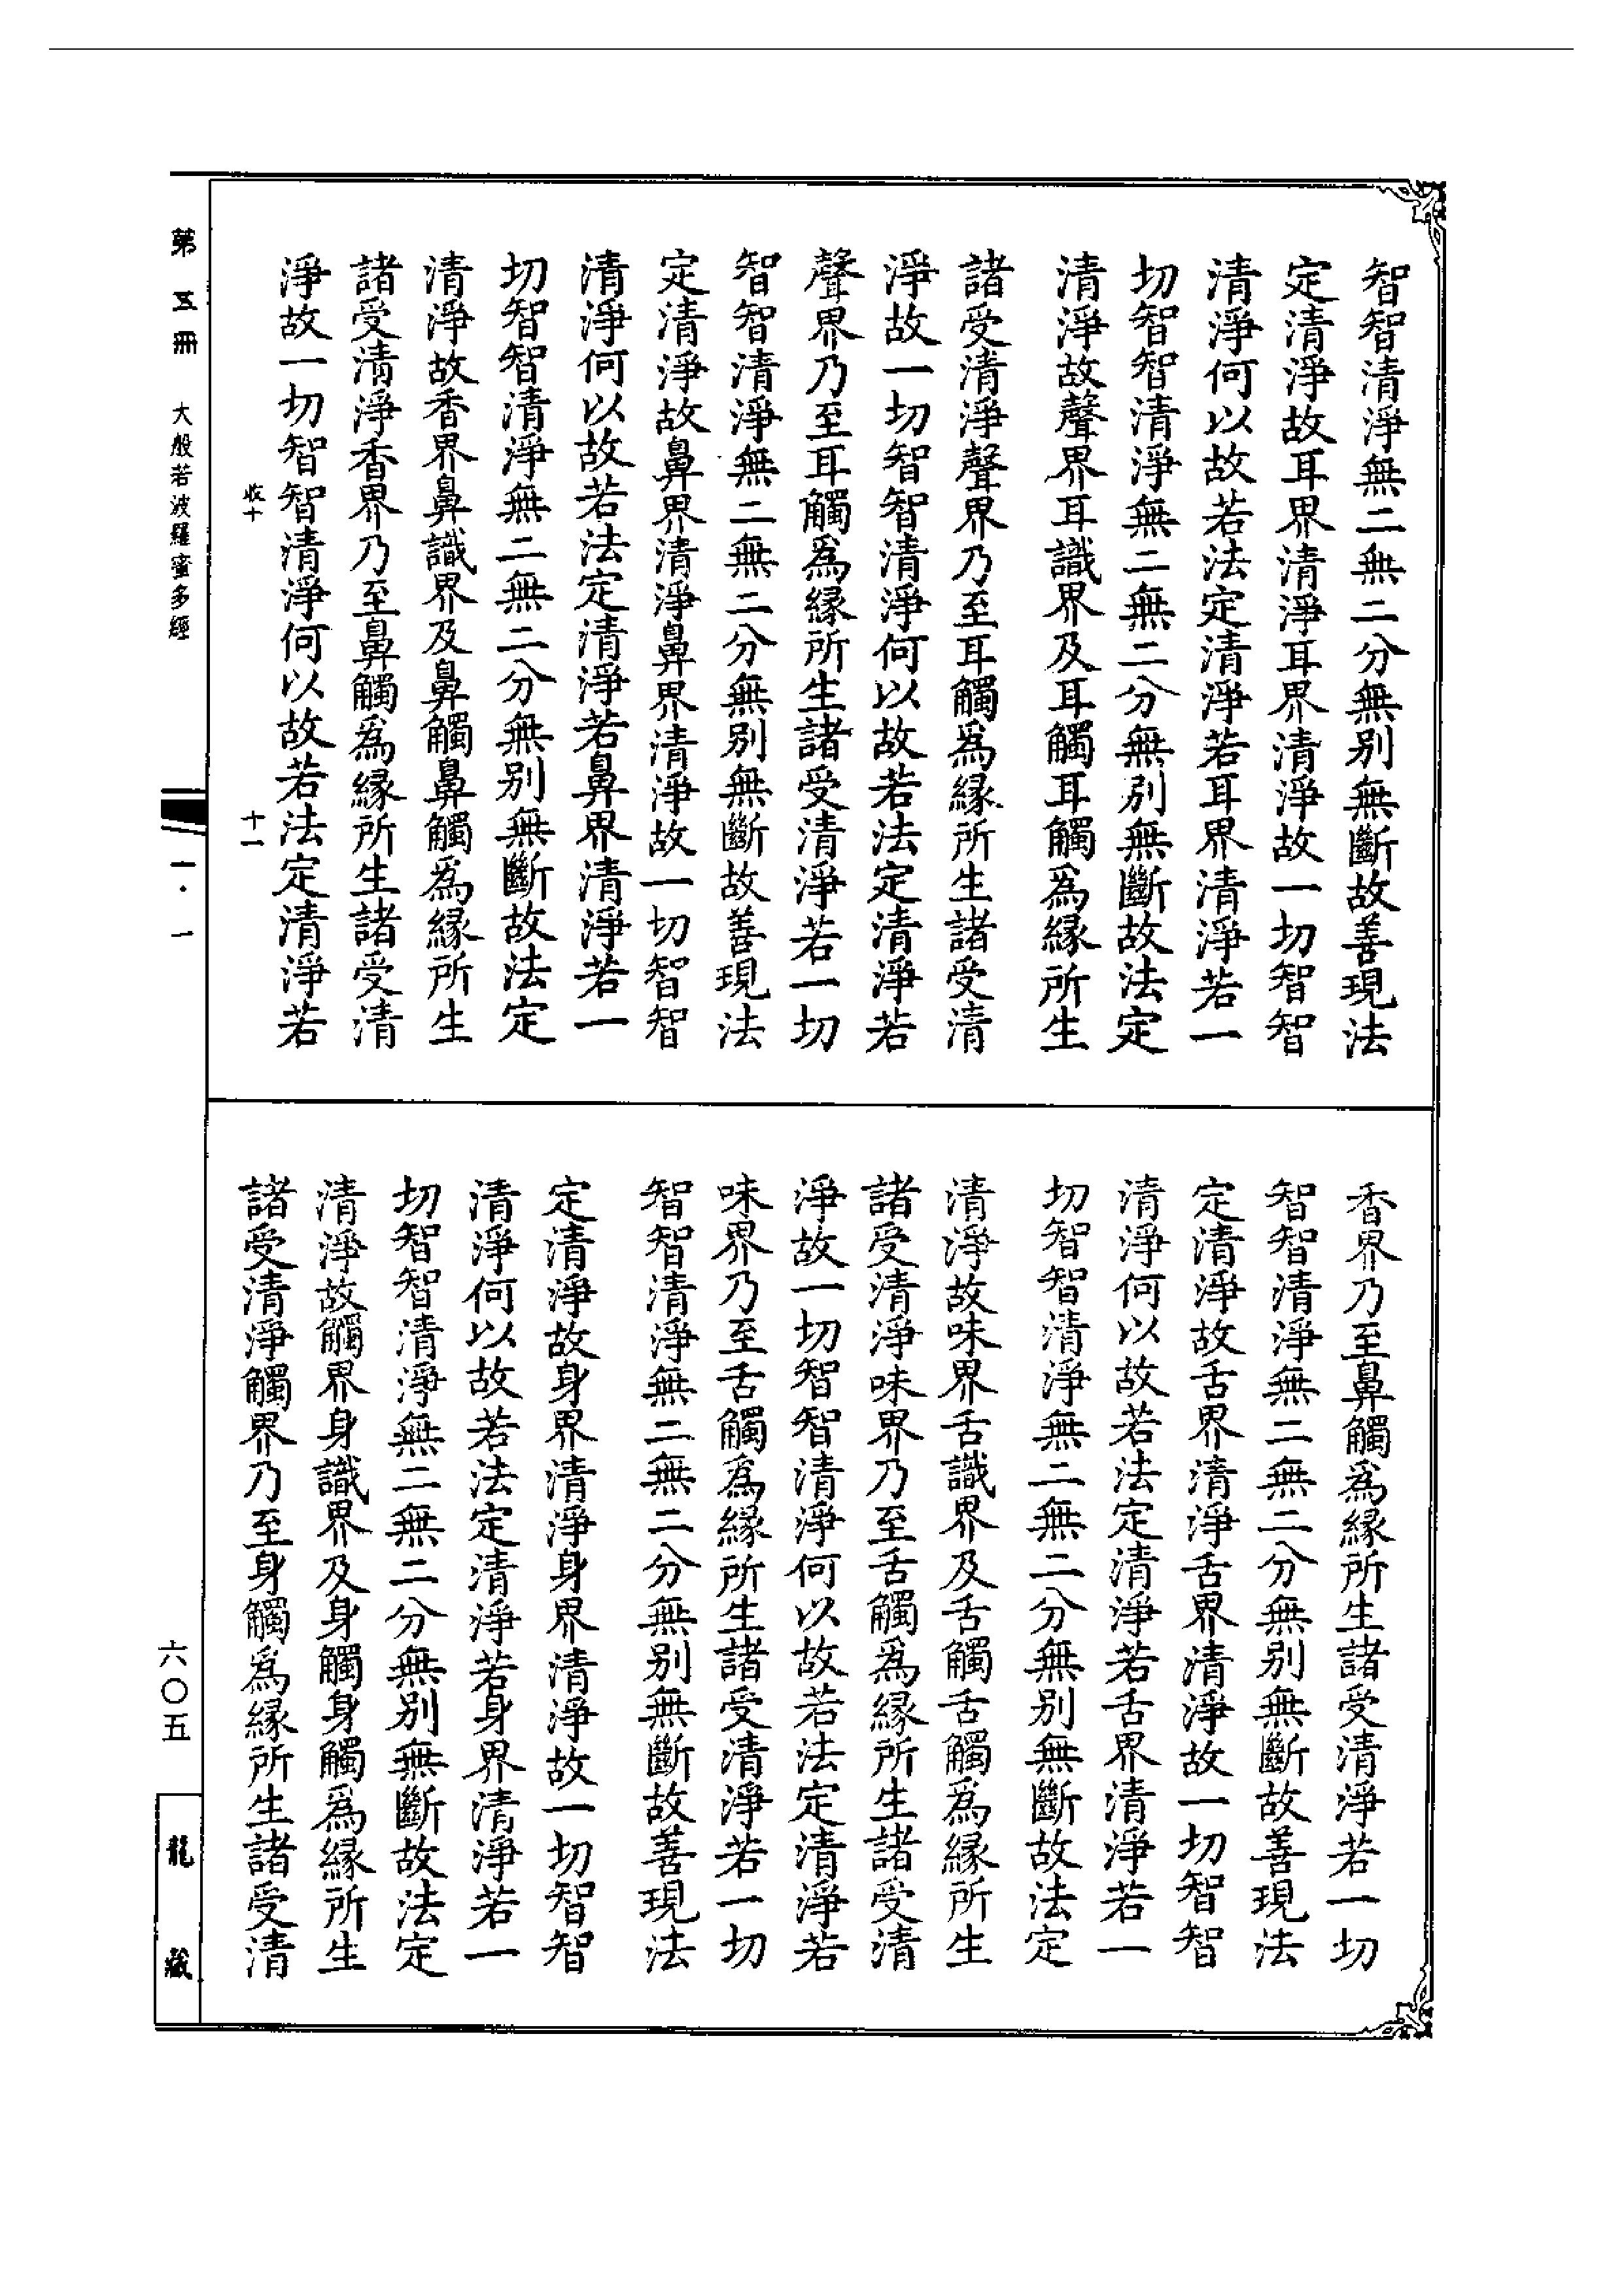 智智清淨無二無二分無別無斷故善現法
定清淨故耳界清淨耳界清淨故一切智智
清淨何以故若法定清淨若耳界清淨若一
切智智清淨無二無二分無別無斷故法定
清淨故聲界耳識界及耳觸耳觸爲緣所生
諸受清淨聲界乃至耳觸爲緣所生諸受清
淨故一切智智清淨何以故若法定清淨若
聲界乃至耳觸爲緣所生諸受清淨若一切
智智清淨無二無二分無別無斷故善現法
定清淨故鼻界清淨鼻界清淨故一切智智
清淨何以故若法定清淨若鼻界清淨若一
切智智清淨無二無二分無別無斷故法定
清淨故香界鼻識界及鼻觸鼻觸爲緣所生
諸受清淨香界乃至鼻觸爲緣所生諸受清
淨故一切智智清淨何以故若法定清淨若
收十 十一
香界乃至鼻觸爲緣所生諸受清淨若一切
智智清淨無二無二分無別無斷故善現法
定清淨故舌界清淨舌界清淨故一切智智
清淨何以故若法定清淨若舌界清淨若一
切智智清淨無二無二分無別無斷故法定
清淨故味界舌識界及舌觸舌觸爲緣所生
諸受清淨味界乃至舌觸爲緣所生諸受清
淨故一切智智清淨何以故若法定清淨若
味界乃至舌觸爲緣所生諸受清淨若一切
智智清淨無二無二分無別無斷故善現法
定清淨故身界清淨身界清淨故一切智智
清淨何以故若法定清淨若身界清淨若一
切智智清淨無二無二分無別無斷故法定
清淨故觸界身識界及身觸身觸爲緣所生
諸受清淨觸界乃至身觸爲緣所生諸受清
第五冊 大般若波羅蜜多經 一·一 六〇五 龍藏